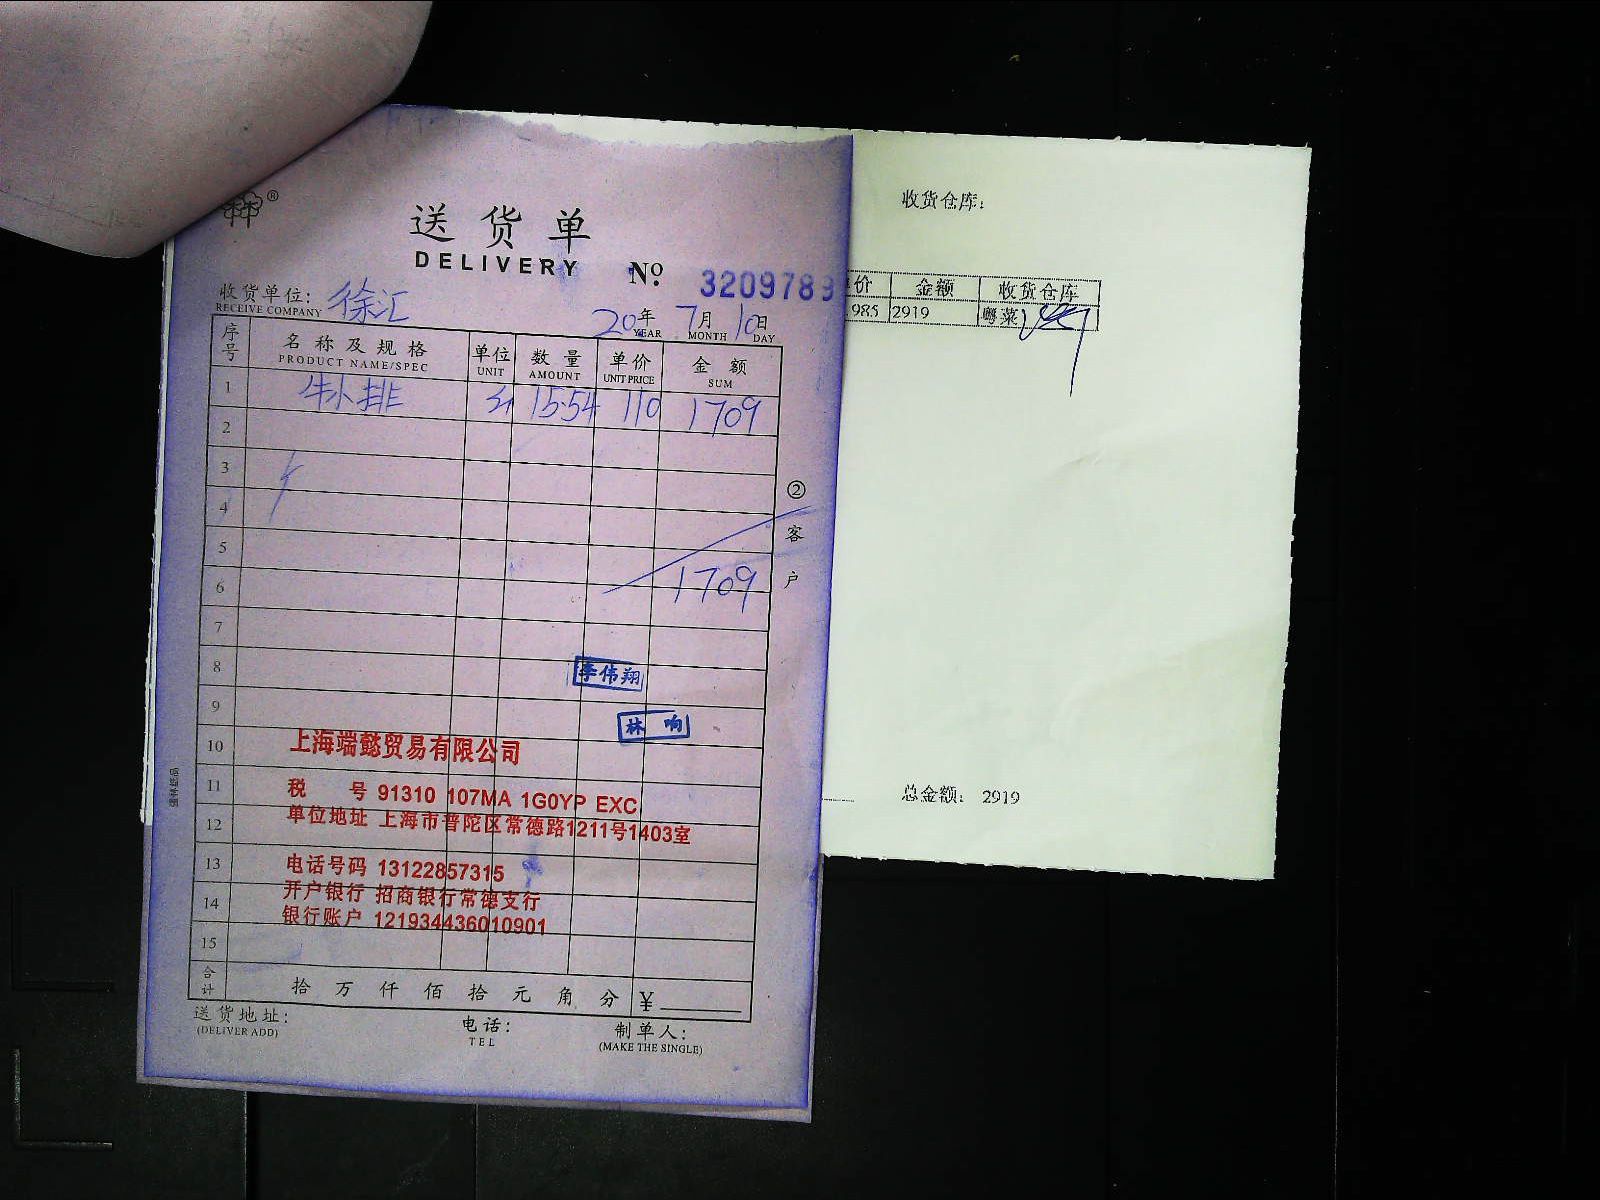 ®
送货单
DELIVERY
No. 3209789
收货单位: 徐汇
RECEIVE COMPANY
20年 7月 10日
YEAR MONTH DAY
序号 名称及规格 单位 数量 单价 金额
PRODUCT NAME/SPEC UNIT AMOUNT UNIT PRICE SUM
1 牛小排 15.54 110 1709
2
3
4
5
6 1709
7
8 李伟翔
9 林响
10 上海端懿贸易有限公司
11 税 号 91310 107MA 1G0YP EXC
12 单位地址 上海市普陀区常德路1211号1403室
13 电话号码 13122857315
14 开户银行 招商银行常德支行
银行账户 121934436010901
15
合计 拾 万 仟 佰 拾 元 角 分 ¥
送货地址: 电话: 制单人:
(DELIVER ADD) TEL (MAKE THE SINGLE)
② 客户
收货仓库:
价 金额 收货仓库
985 2919 粤菜
总金额: 2919